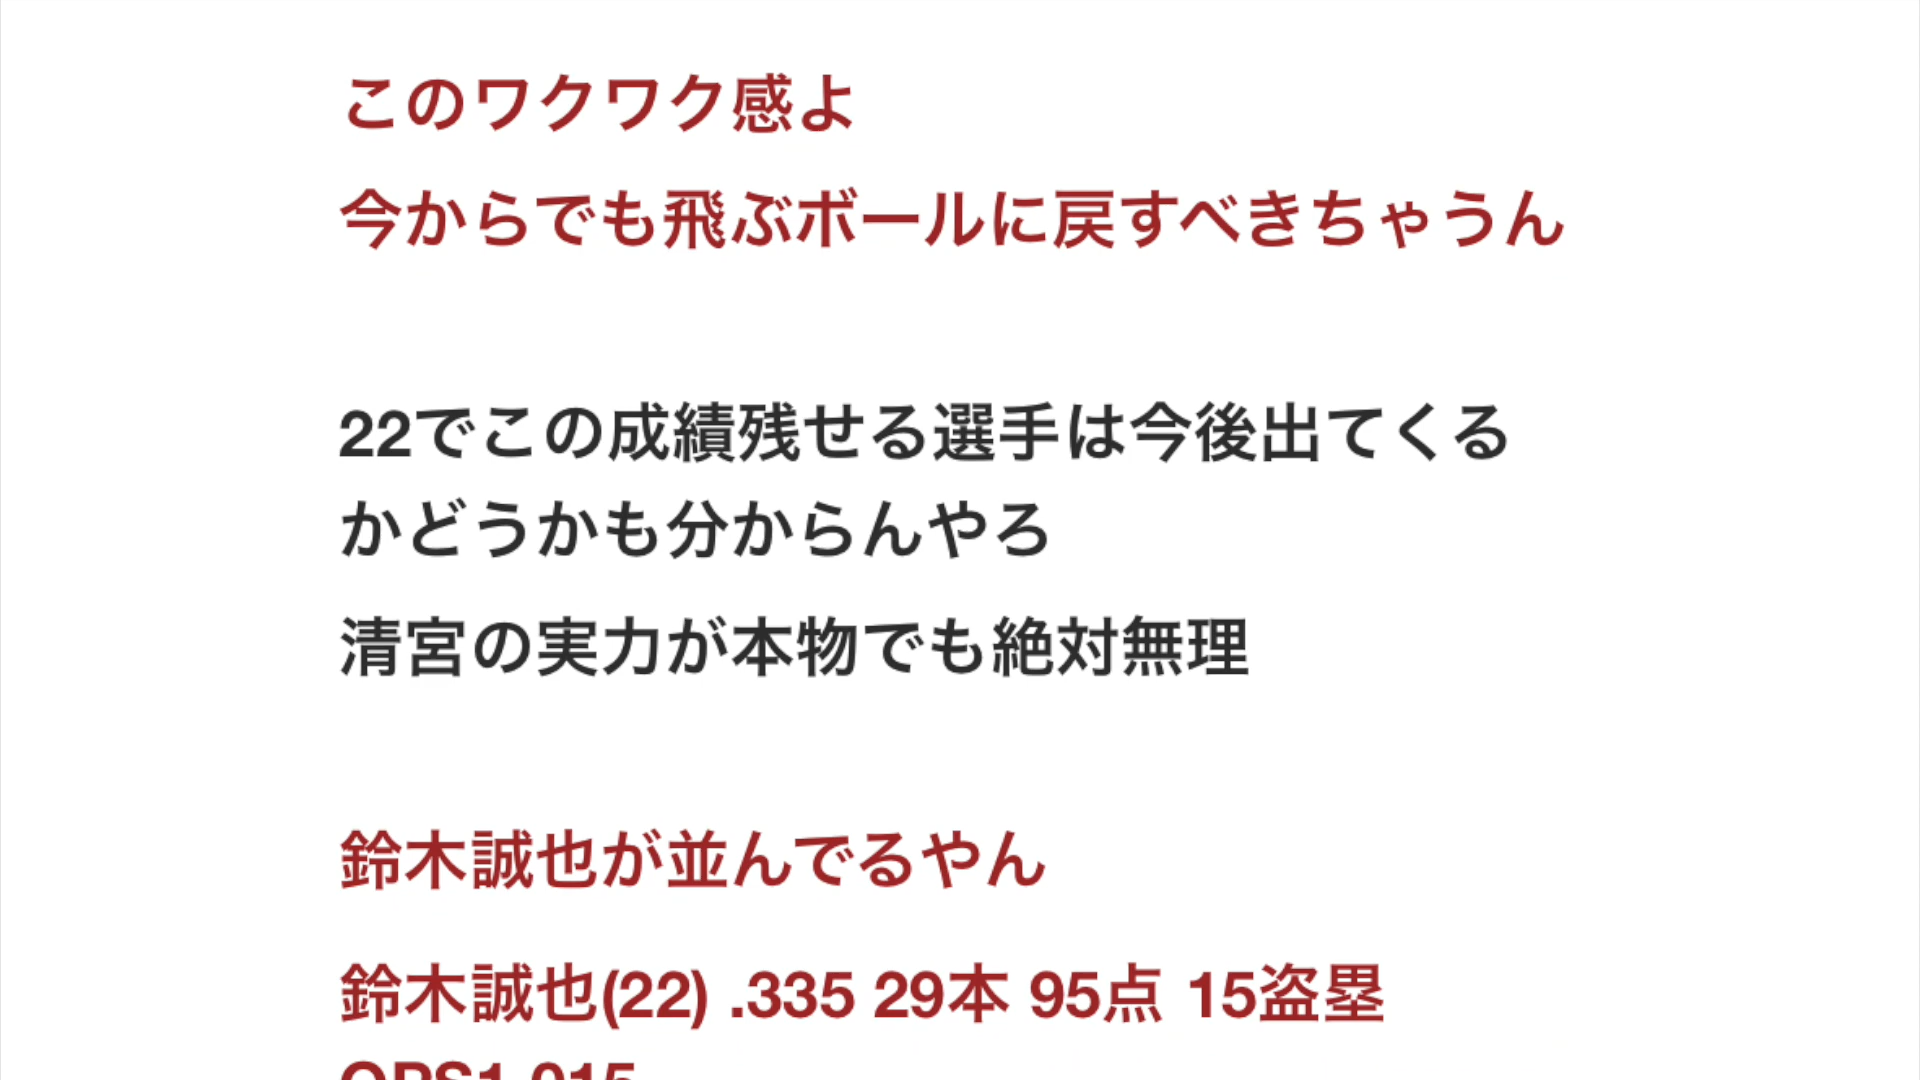 このワクワク感よ
今からでも飛ぶボールに戻すべきちゃうん
22でこの成績残せる選手は今後出てくる
かどうかも分からんやろ
清宮の実力が本物でも絶対無理
鈴木誠也が並んでるやん
鈴木誠也(22) .335 29本 95点 15盗塁
OPS1.015